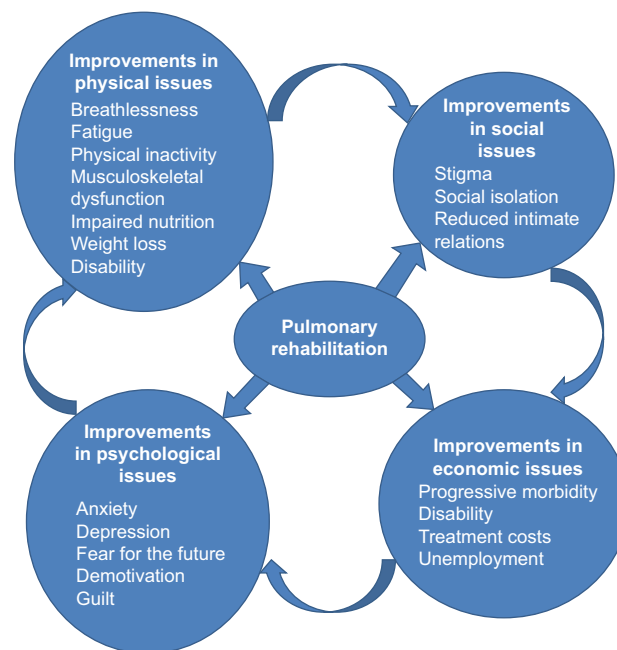 Improvements in
physical issues
Breathlessness
Fatigue
Physical inactivity
Musculoskeletal
dysfunction
Impaired nutrition
Weight loss
Disability
Improvements
in social
issues
Stigma
Social isolation
Reduced intimate
relations
Pulmonary
rehabilitation
Improvements
in psychological
issues
Anxiety
Depression
Fear for the future
Demotivation
Guilt
Improvements in
economic issues
Progressive morbidity
Disability
Treatment costs
Unemployment